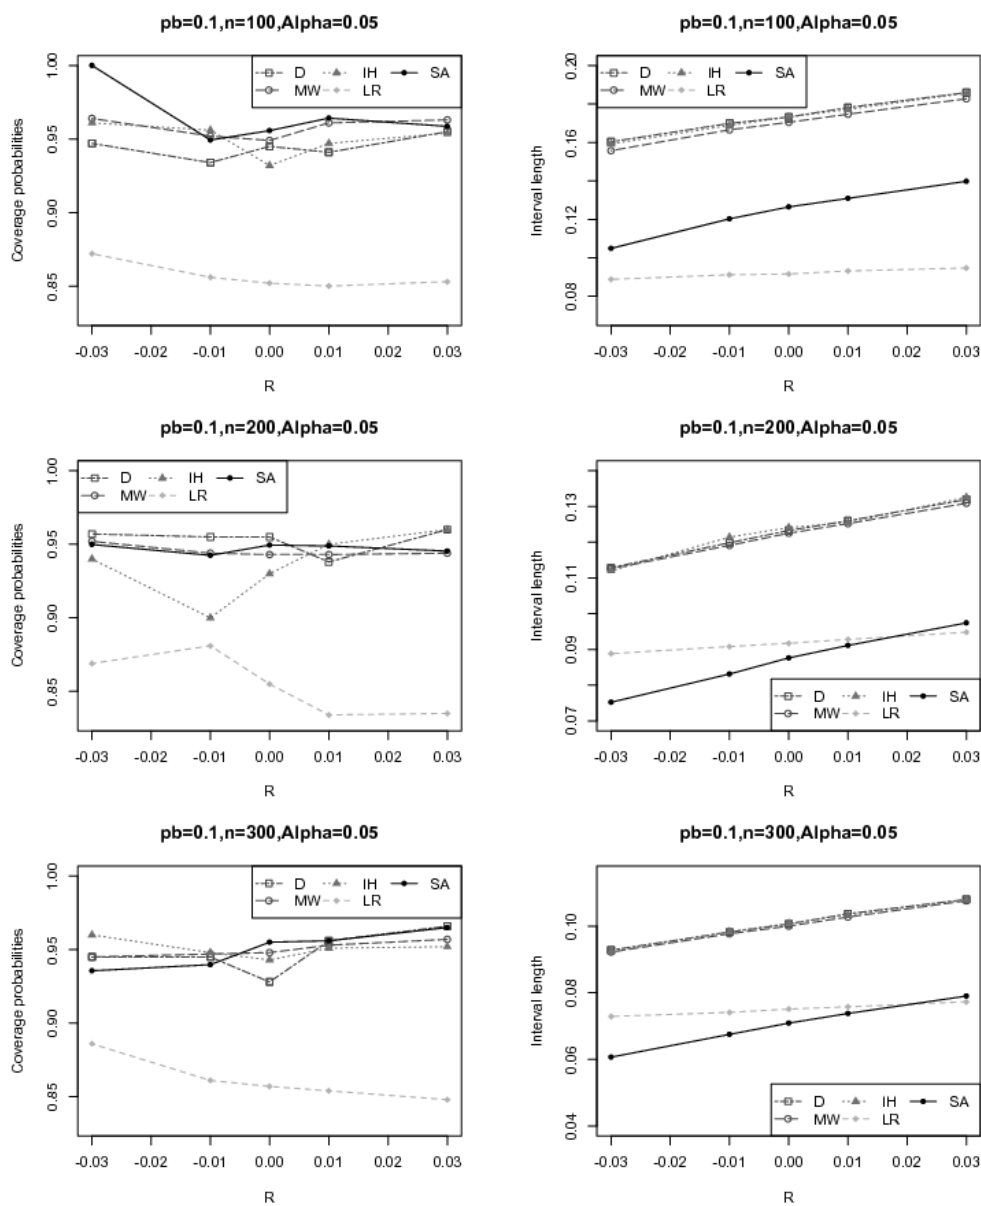 pb=0.1,n=100,Alpha=0.05
Coverage probabilities
1.00
0.95
0.90
0.85
D IH SA
MW LR
-0.03 -0.02 -0.01 0.00 0.01 0.02 0.03
R
pb=0.1,n=100,Alpha=0.05
Interval length
0.20
0.16
0.12
0.08
D IH SA
MW LR
-0.03 -0.02 -0.01 0.00 0.01 0.02 0.03
R
pb=0.1,n=200,Alpha=0.05
Coverage probabilities
1.00
0.95
0.90
0.85
D IH SA
MW LR
-0.03 -0.02 -0.01 0.00 0.01 0.02 0.03
R
pb=0.1,n=200,Alpha=0.05
Interval length
0.13
0.11
0.09
0.07
D IH SA
MW LR
-0.03 -0.02 -0.01 0.00 0.01 0.02 0.03
R
pb=0.1,n=300,Alpha=0.05
Coverage probabilities
1.00
0.95
0.90
0.85
D IH SA
MW LR
-0.03 -0.02 -0.01 0.00 0.01 0.02 0.03
R
pb=0.1,n=300,Alpha=0.05
Interval length
0.10
0.08
0.06
0.04
D IH SA
MW LR
-0.03 -0.02 -0.01 0.00 0.01 0.02 0.03
R